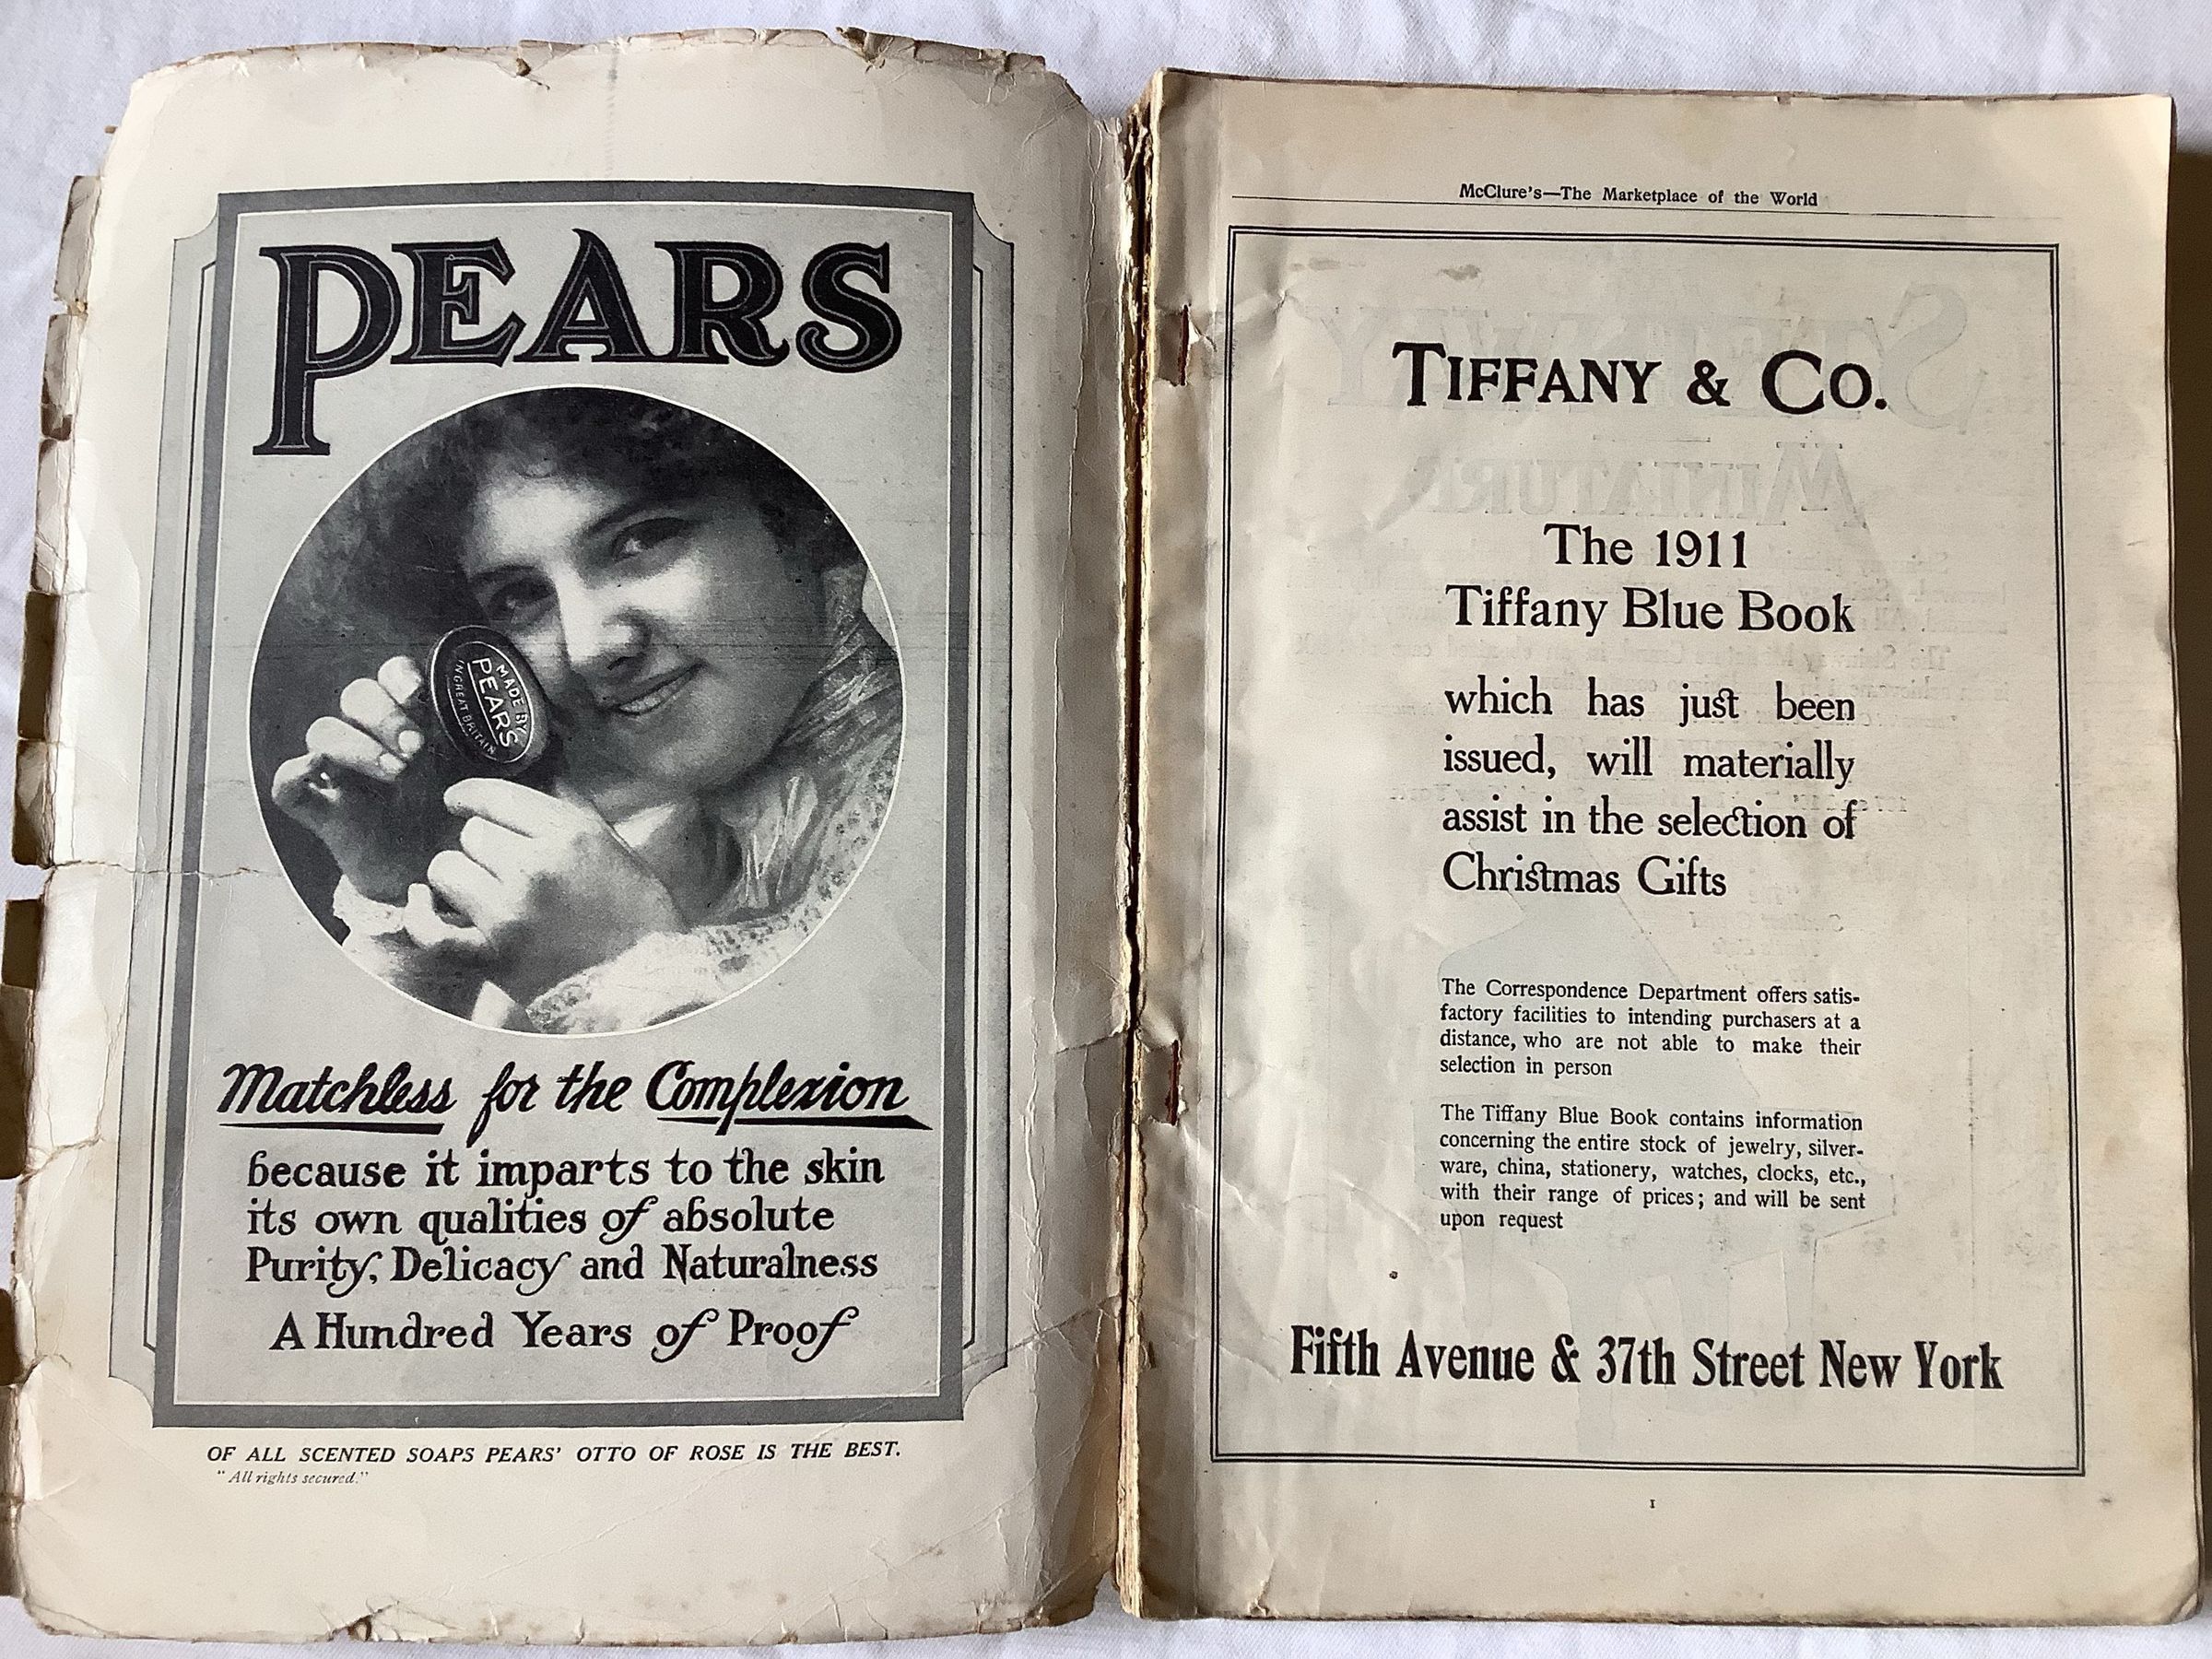 PEARS
MADE BY
PEARS
IN GREAT BRITAIN
Matchless for the Complexion
because it imparts to the skin
its own qualities of absolute
Purity, Delicacy and Naturalness
A Hundred Years of Proof
OF ALL SCENTED SOAPS PEARS' OTTO OF ROSE IS THE BEST.
"All rights secured."
McClure's—The Marketplace of the World
TIFFANY & CO.
The 1911
Tiffany Blue Book
which has just been
issued, will materially
assist in the selection of
Christmas Gifts
The Correspondence Department offers satis-
factory facilities to intending purchasers at a
distance, who are not able to make their
selection in person
The Tiffany Blue Book contains information
concerning the entire stock of jewelry, silver-
ware, china, stationery, watches, clocks, etc.,
with their range of prices; and will be sent
upon request
Fifth Avenue & 37th Street New York
1